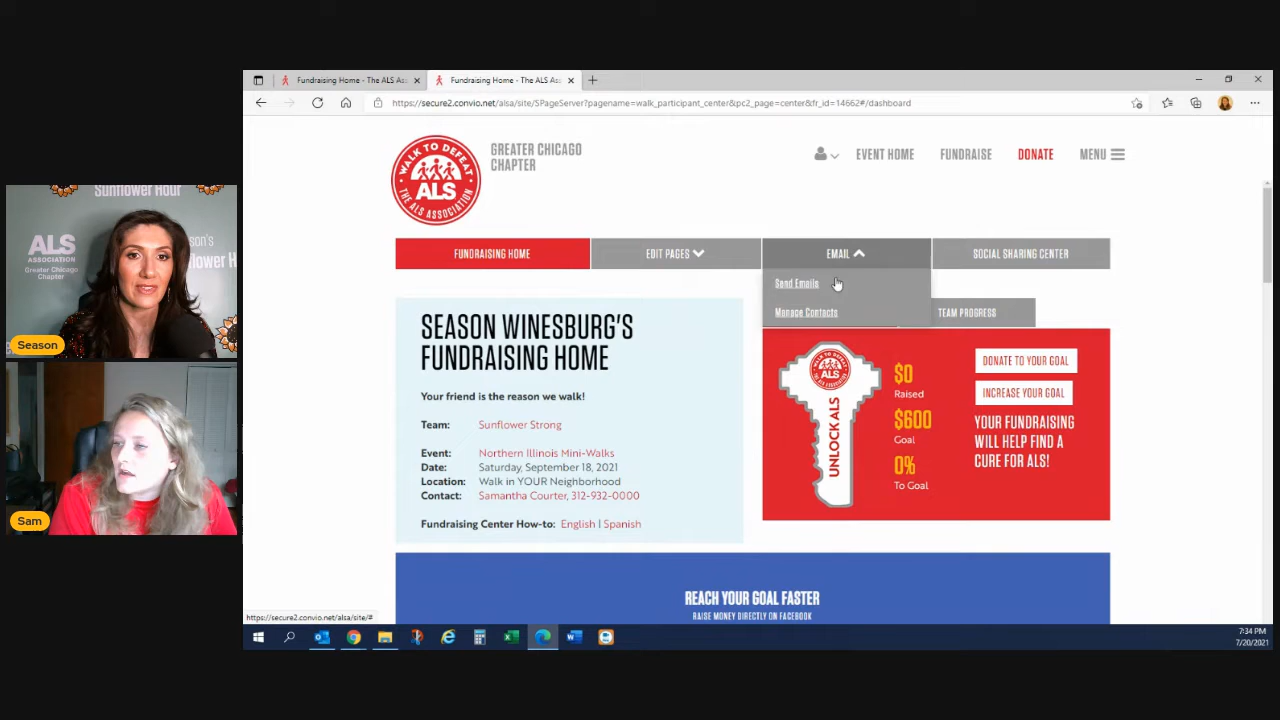 Sunflower Hour
ALS
ASSOCIATION
Greater Chicago
Chapter
Season
Sam
Fundraising Home - The ALS As
Fundraising Home - The ALS As
https://secure2.convio.net/alsa/site/SPageServer?pagename=walk_participant_center&pc2_page=center&fr_id=14662#/dashboard
WALK TO DEFEAT
ALS
THE ALS ASSOCIATION
GREATER CHICAGO
CHAPTER
EVENT HOME
FUNDRAISE
DONATE
MENU
FUNDRAISING HOME
EDIT PAGES
EMAIL
SOCIAL SHARING CENTER
Send Emails
Manage Contacts
TEAM PROGRESS
SEASON WINESBURG'S
FUNDRAISING HOME
Your friend is the reason we walk!
Team: Sunflower Strong
Event: Northern Illinois Mini-Walks
Date: Saturday, September 18, 2021
Location: Walk in YOUR Neighborhood
Contact: Samantha Courter, 312-932-0000
Fundraising Center How-to: English | Spanish
ALS
UNLOCK ALS
$0
Raised
$600
Goal
0%
To Goal
DONATE TO YOUR GOAL
INCREASE YOUR GOAL
YOUR FUNDRAISING
WILL HELP FIND A
CURE FOR ALS!
REACH YOUR GOAL FASTER
RAISE MONEY DIRECTLY ON FACEBOOK
https://secure2.convio.net/alsa/site/#
7:34 PM
7/20/2021